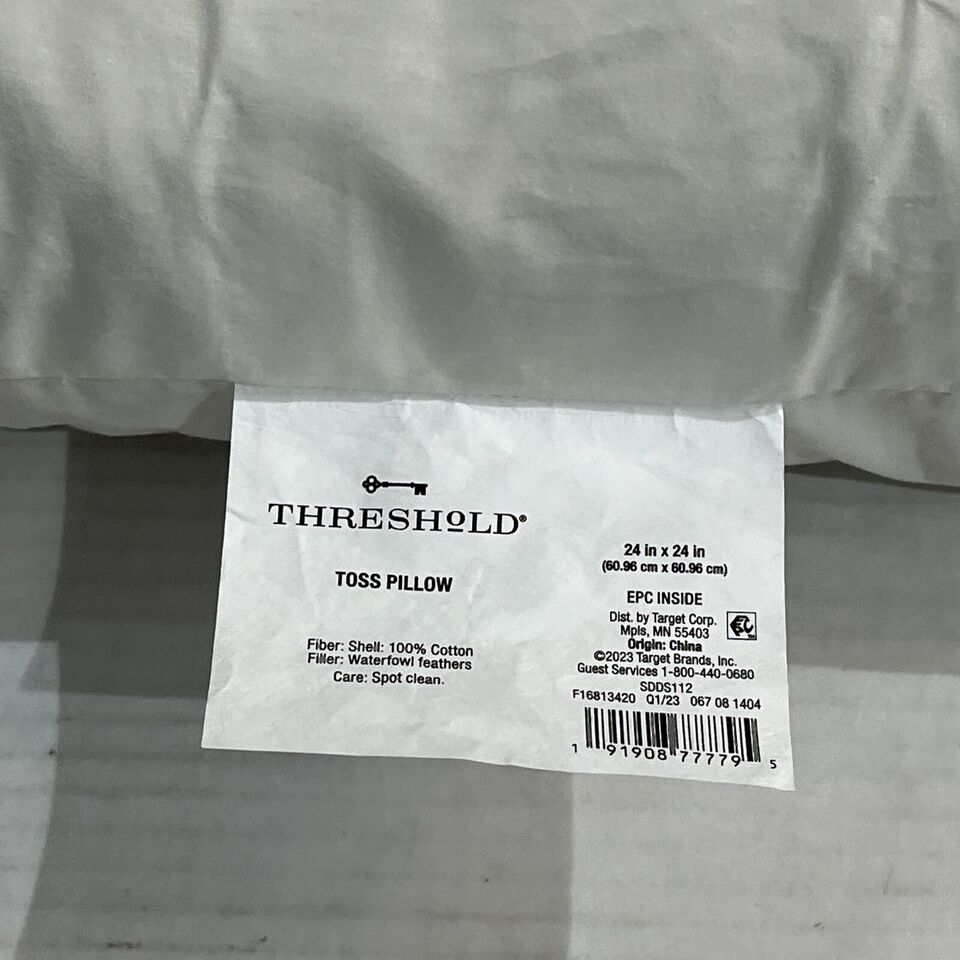 THRESHOLD®
TOSS PILLOW
Fiber: Shell: 100% Cotton
Filler: Waterfowl feathers
Care: Spot clean.
24 in x 24 in
(60.96 cm x 60.96 cm)
EPC INSIDE
Dist. by Target Corp.
Mpls, MN 55403
Origin: China
©2023 Target Brands, Inc.
Guest Services 1-800-440-0680
SDDS112
F16813420 Q1/23 067 08 1404
1 91908 77779 5